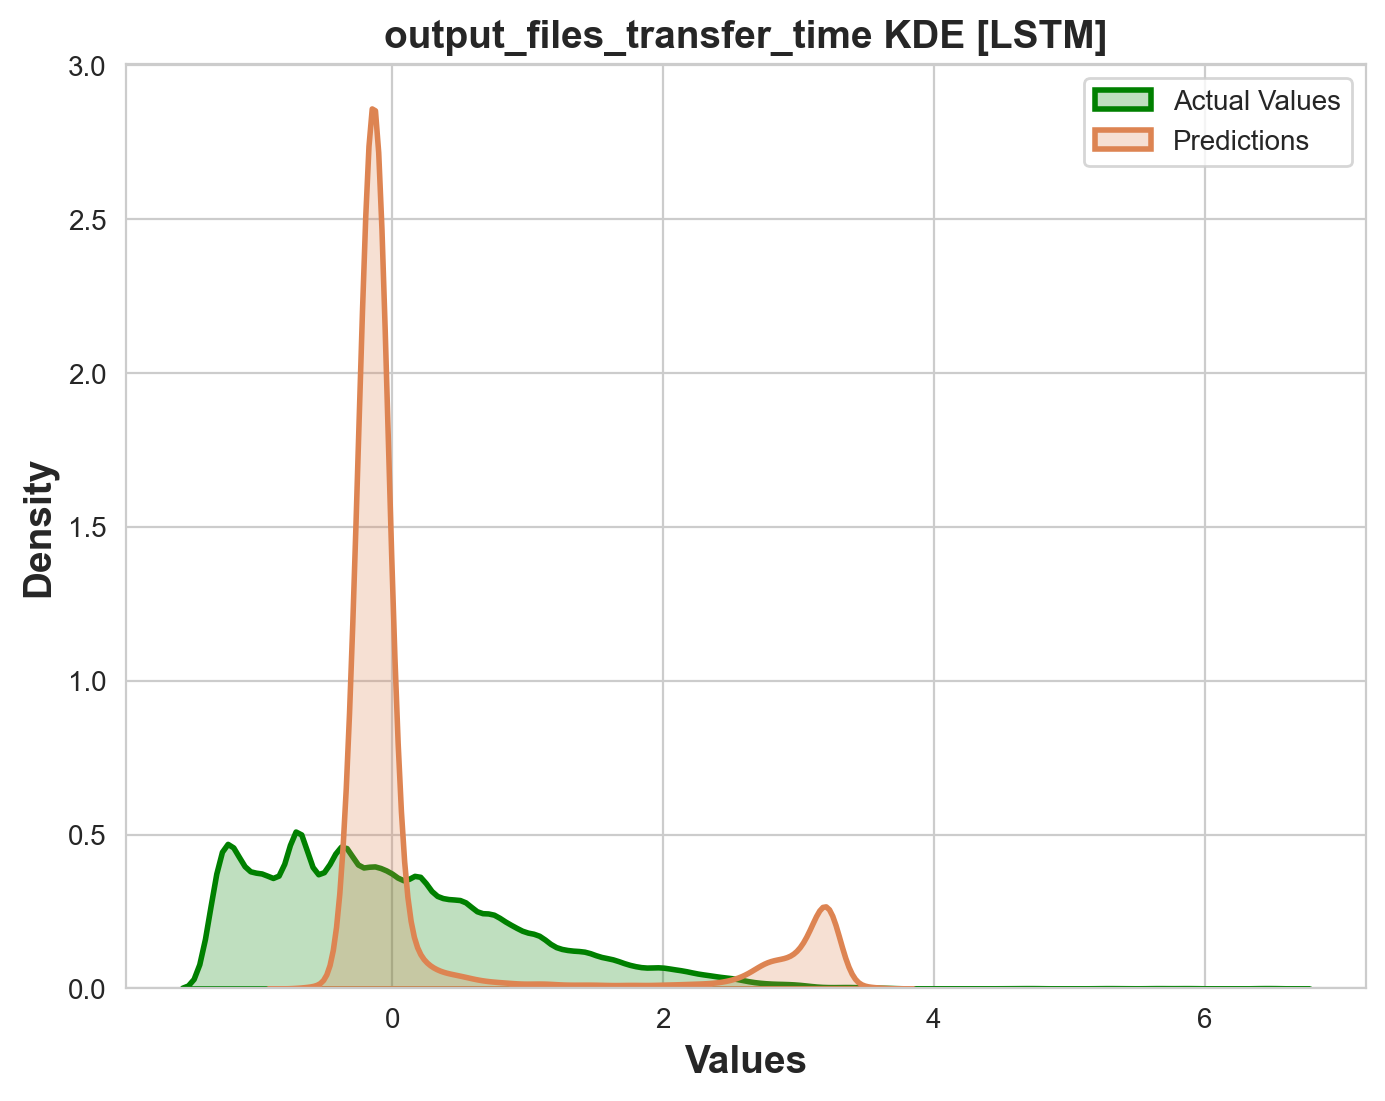 output_files_transfer_time KDE [LSTM]
Actual Values
Predictions
Density
3.0
2.5
2.0
1.5
1.0
0.5
0.0
0 2 4 6
Values